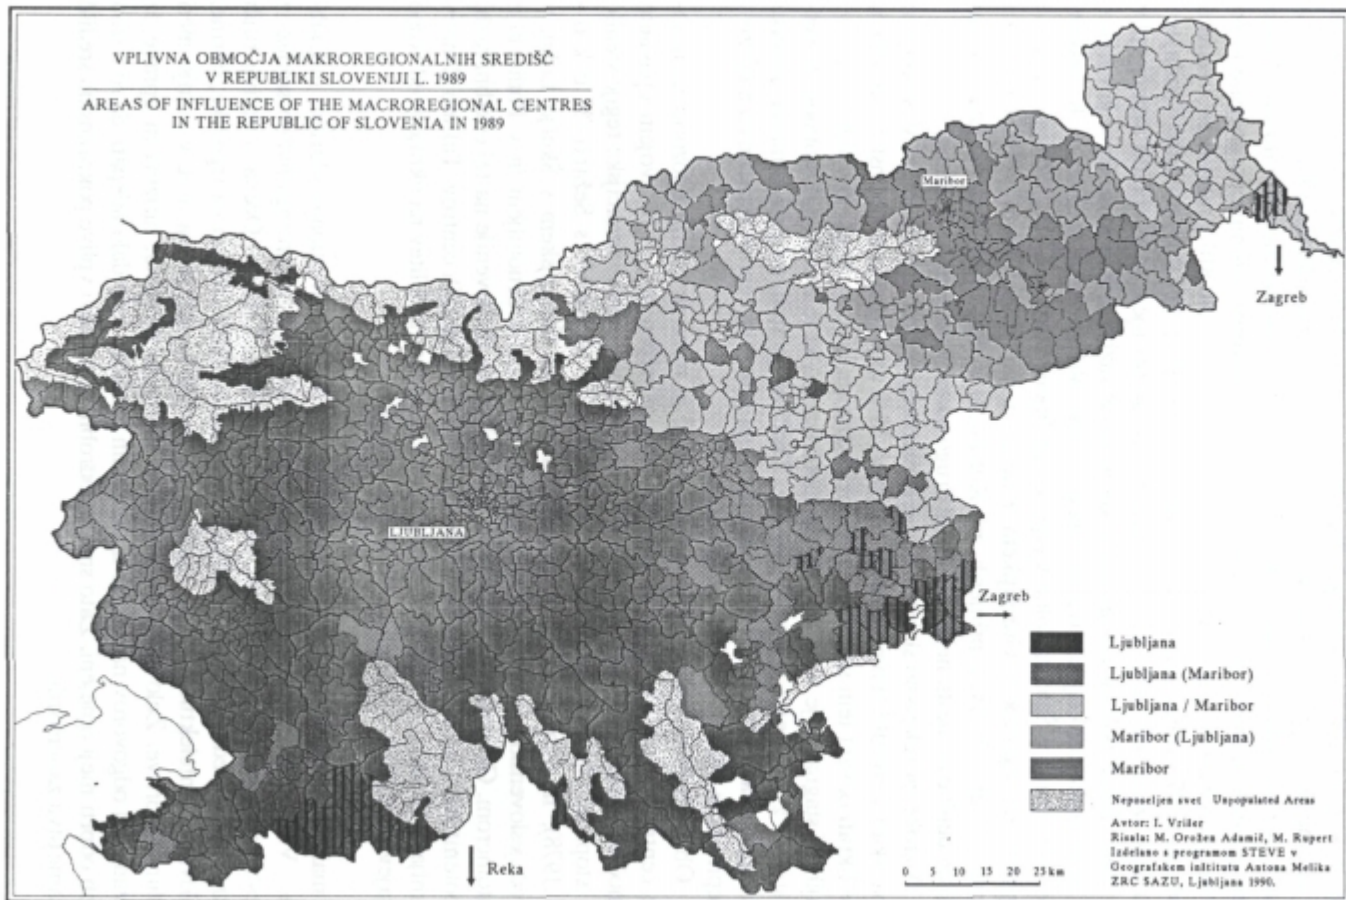 VPLIVNA OBMOČJA MAKROREGIONALNIH SREDIŠČ
V REPUBLIKI SLOVENIJI L. 1989
AREAS OF INFLUENCE OF THE MACROREGIONAL CENTRES
IN THE REPUBLIC OF SLOVENIA IN 1989
Maribor
Zagreb
LJUBLJANA
Zagreb
Ljubljana
Ljubljana (Maribor)
Ljubljana / Maribor
Maribor (Ljubljana)
Maribor
Neposeljen svet Unpopulated Areas
Avtor: I. Vrišer
Risala: M. Orožen Adamič, M. Rupert
Izdelano s programom STEVE v
Geografskem inštitutu Antona Melika
ZRC SAZU, Ljubljana 1990.
Reka
0 5 10 15 20 25 km